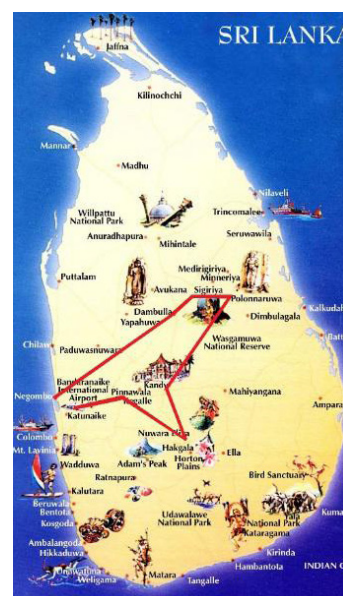 SRI LANKA
Jaffna
Kilinochchi
Mannar
Madhu
Nilaveli
Willpattu
National Park
Trincomalee
Anuradhapura
Seruwawila
Mihintale
Medirigiriya
Minneriya
Puttalam
Avukana
Sigiriya
Polonnaruwa
Dambulla
Kalkudah
Yapahuwa
Dimbulagala
Chilaw
Paduwasnuwara
Wasgamuwa
National Reserve
Bandaranaike
International
Airport
Negombo
Pinnawala
Kandy
Mahiyangana
Katunaike
Ampara
Colombo
Nuwara Eliya
Mt. Lavinia
Hakgala
Horton
Plains
Ella
Wadduwa
Adam's Peak
Bird Sanctuary
Ratnapura
Kalutara
Beruwala
Bentota
Kosgoda
Udawalawe
National Park
Yala
National Park
Kataragama
Ambalangoda
Hikkaduwa
Kirinda
Hambantota
Weligama
Matara
Tangalle